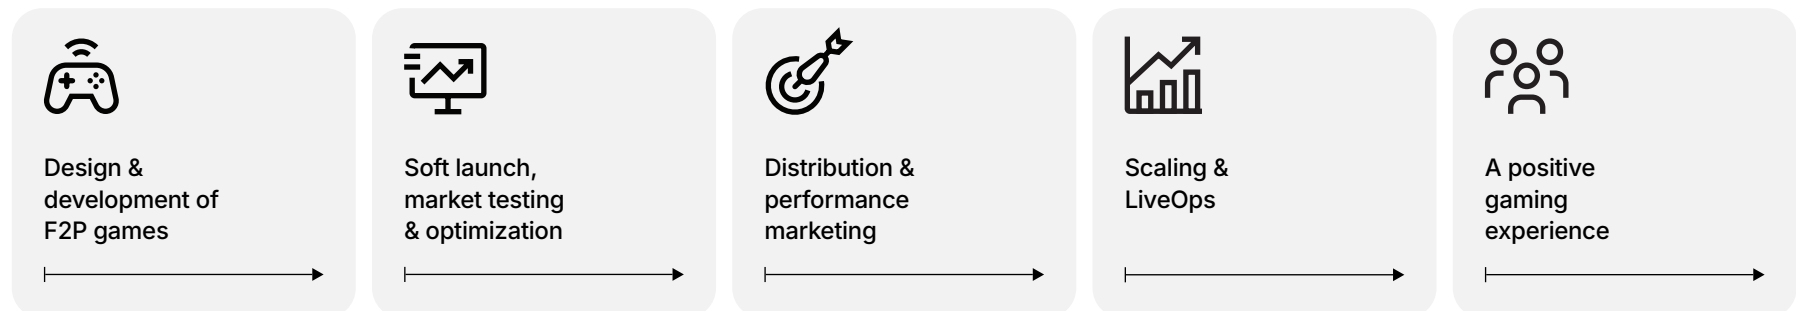 Design &
development of
F2P games
Soft launch,
market testing
& optimization
Distribution &
performance
marketing
Scaling &
LiveOps
A positive
gaming
experience